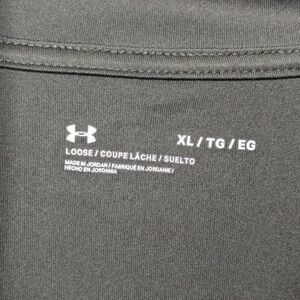 XL / TG / EG
LOOSE / COUPE LÂCHE / SUELTO
MADE IN JORDAN / FABRIQUÉ EN JORDANIE /
HECHO EN JORDANIA